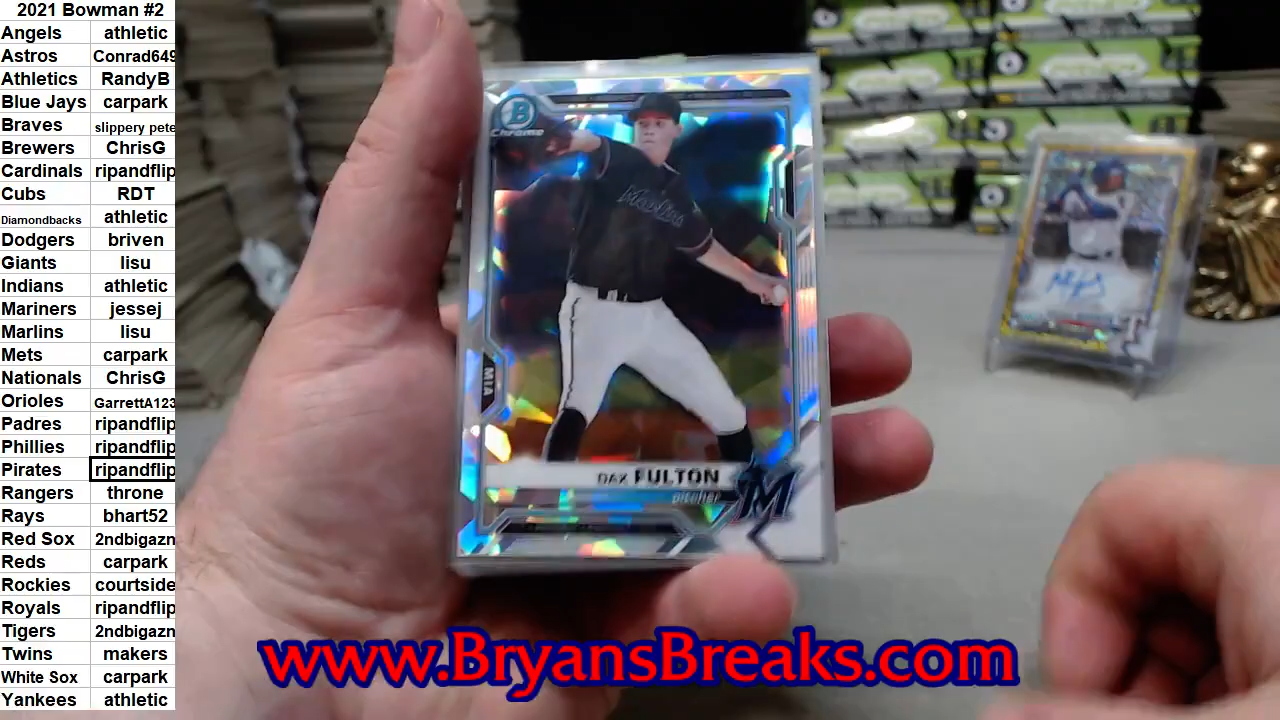 2021 Bowman #2
Angels athletic
Astros Conrad649
Athletics RandyB
Blue Jays carpark
Braves slippery pete
Brewers ChrisG
Cardinals ripandflip
Cubs RDT
Diamondbacks athletic
Dodgers briven
Giants lisu
Indians athletic
Mariners jessej
Marlins lisu
Mets carpark
Nationals ChrisG
Orioles GarrettA123
Padres ripandflip
Phillies ripandflip
Pirates ripandflip
Rangers throne
Rays bhart52
Red Sox 2ndbigazn
Reds carpark
Rockies courtside
Royals ripandflip
Tigers 2ndbigazn
Twins makers
White Sox carpark
Yankees athletic
B
Chrome
Marlins
MIA
DAX FULTON
pitcher
M
T
www.BryansBreaks.com